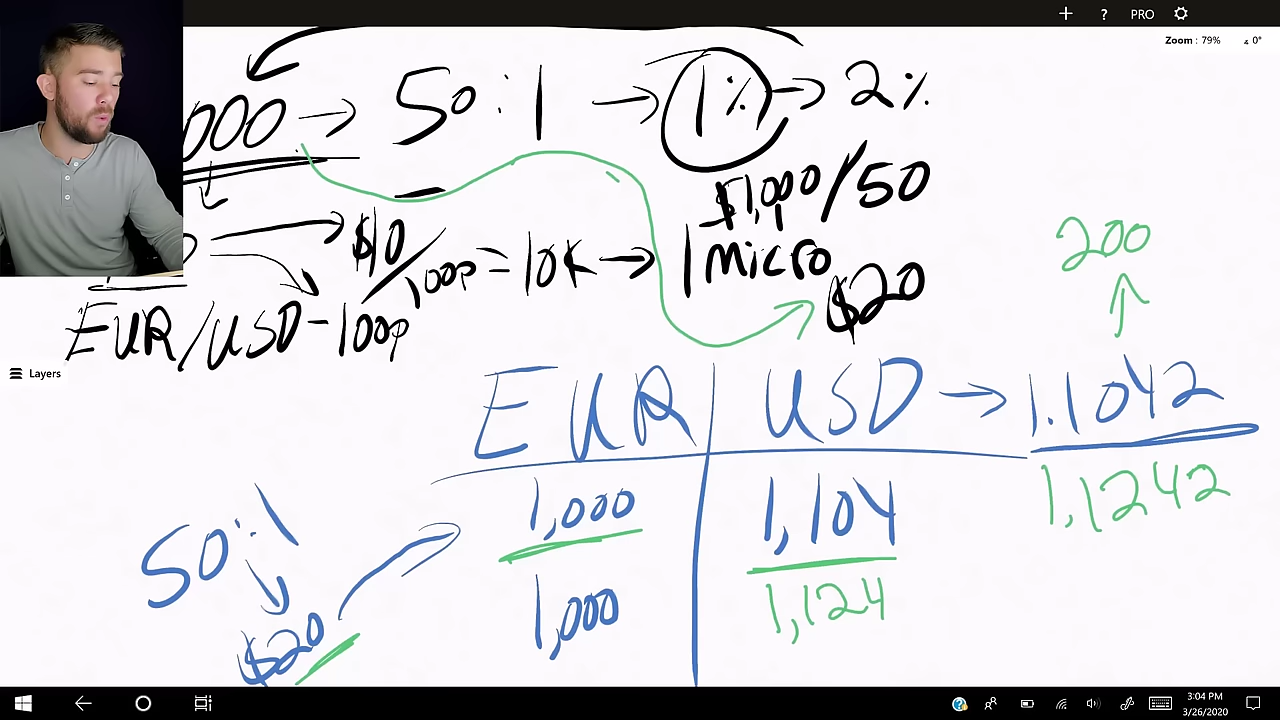 + ? PRO
Zoom : 79% 0°
000 → 50:1 → 1% → 2%
$1,000/50
$10/100p = 10K → 1 micro
$20
200
EUR/USD-100p
Layers
EUR USD → 1.1042
1,000 1,104 1,1242
50:1
1,000 1,124
$20
3:04 PM
3/26/2020